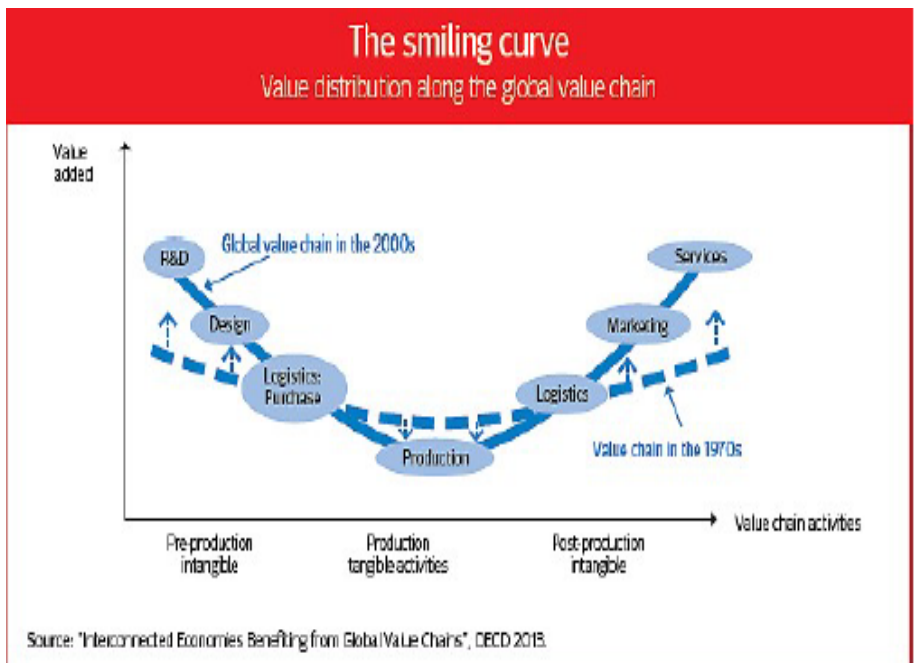 The smiling curve
Value distribution along the global value chain
Value
added
R&D
Global value chain in the 2000s
Services
Design
Marketing
Logistics:
Purchase
Logistics
Production
Value chain in the 1970s
Value chain activities
Pre-production
intangible
Production
tangible activities
Post-production
intangible
Source: "Interconnected Economies Benefiting from Global Value Chains", OECD 2013.